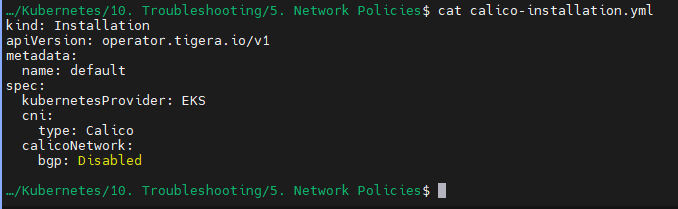 …/Kubernetes/10. Troubleshooting/5. Network Policies$ cat calico-installation.yml
kind: Installation
apiVersion: operator.tigera.io/v1
metadata:
  name: default
spec:
  kubernetesProvider: EKS
  cni:
    type: Calico
  calicoNetwork:
    bgp: Disabled
…/Kubernetes/10. Troubleshooting/5. Network Policies$